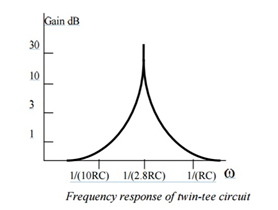 Gain dB
30
10
3
1
1/(10RC) 1/(2.8RC) 1/(RC) ω
Frequency response of twin-tee circuit